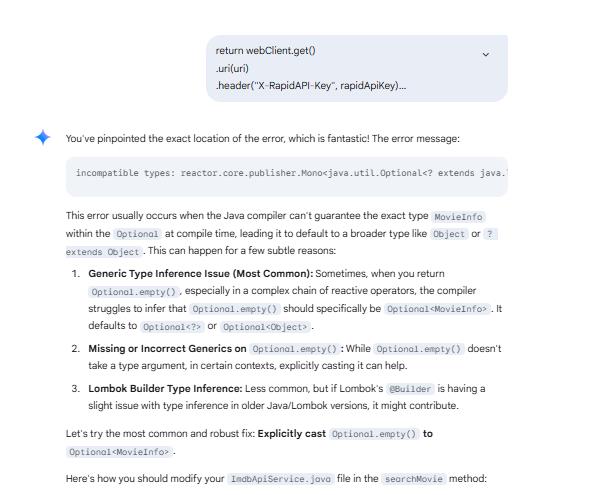 return webClient.get()
.uri(uri)
.header("X-RapidAPI-Key", rapidApiKey)...
You've pinpointed the exact location of the error, which is fantastic! The error message:
incompatible types: reactor.core.publisher.Mono<java.util.Optional<? extends java.
This error usually occurs when the Java compiler can't guarantee the exact type MovieInfo
within the Optional at compile time, leading it to default to a broader type like Object or ?
extends Object. This can happen for a few subtle reasons:
1. Generic Type Inference Issue (Most Common): Sometimes, when you return
Optional.empty(), especially in a complex chain of reactive operators, the compiler
struggles to infer that Optional.empty() should specifically be Optional<MovieInfo>. It
defaults to Optional<?> or Optional<Object>.
2. Missing or Incorrect Generics on Optional.empty(): While Optional.empty() doesn't
take a type argument, in certain contexts, explicitly casting it can help.
3. Lombok Builder Type Inference: Less common, but if Lombok's @Builder is having a
slight issue with type inference in older Java/Lombok versions, it might contribute.
Let's try the most common and robust fix: Explicitly cast Optional.empty() to
Optional<MovieInfo>.
Here's how you should modify your ImdbApiService.java file in the searchMovie method: